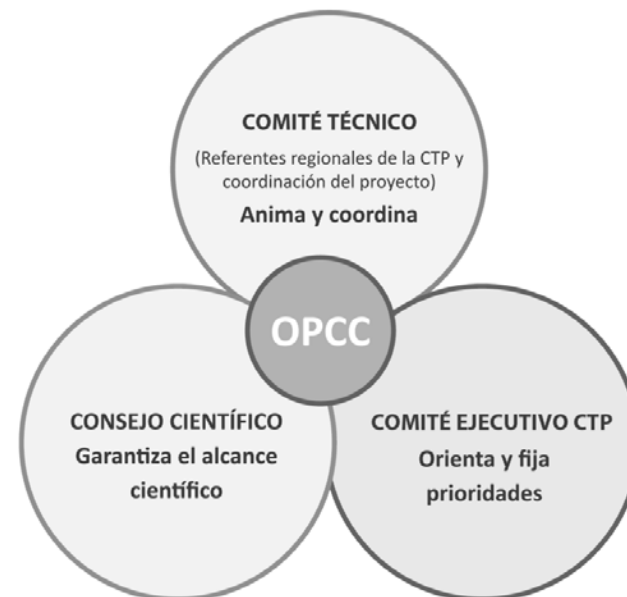 COMITÉ TÉCNICO
(Referentes regionales de la CTP y
coordinación del proyecto)
Anima y coordina
OPCC
CONSEJO CIENTÍFICO
Garantiza el alcance
científico
COMITÉ EJECUTIVO CTP
Orienta y fija
prioridades